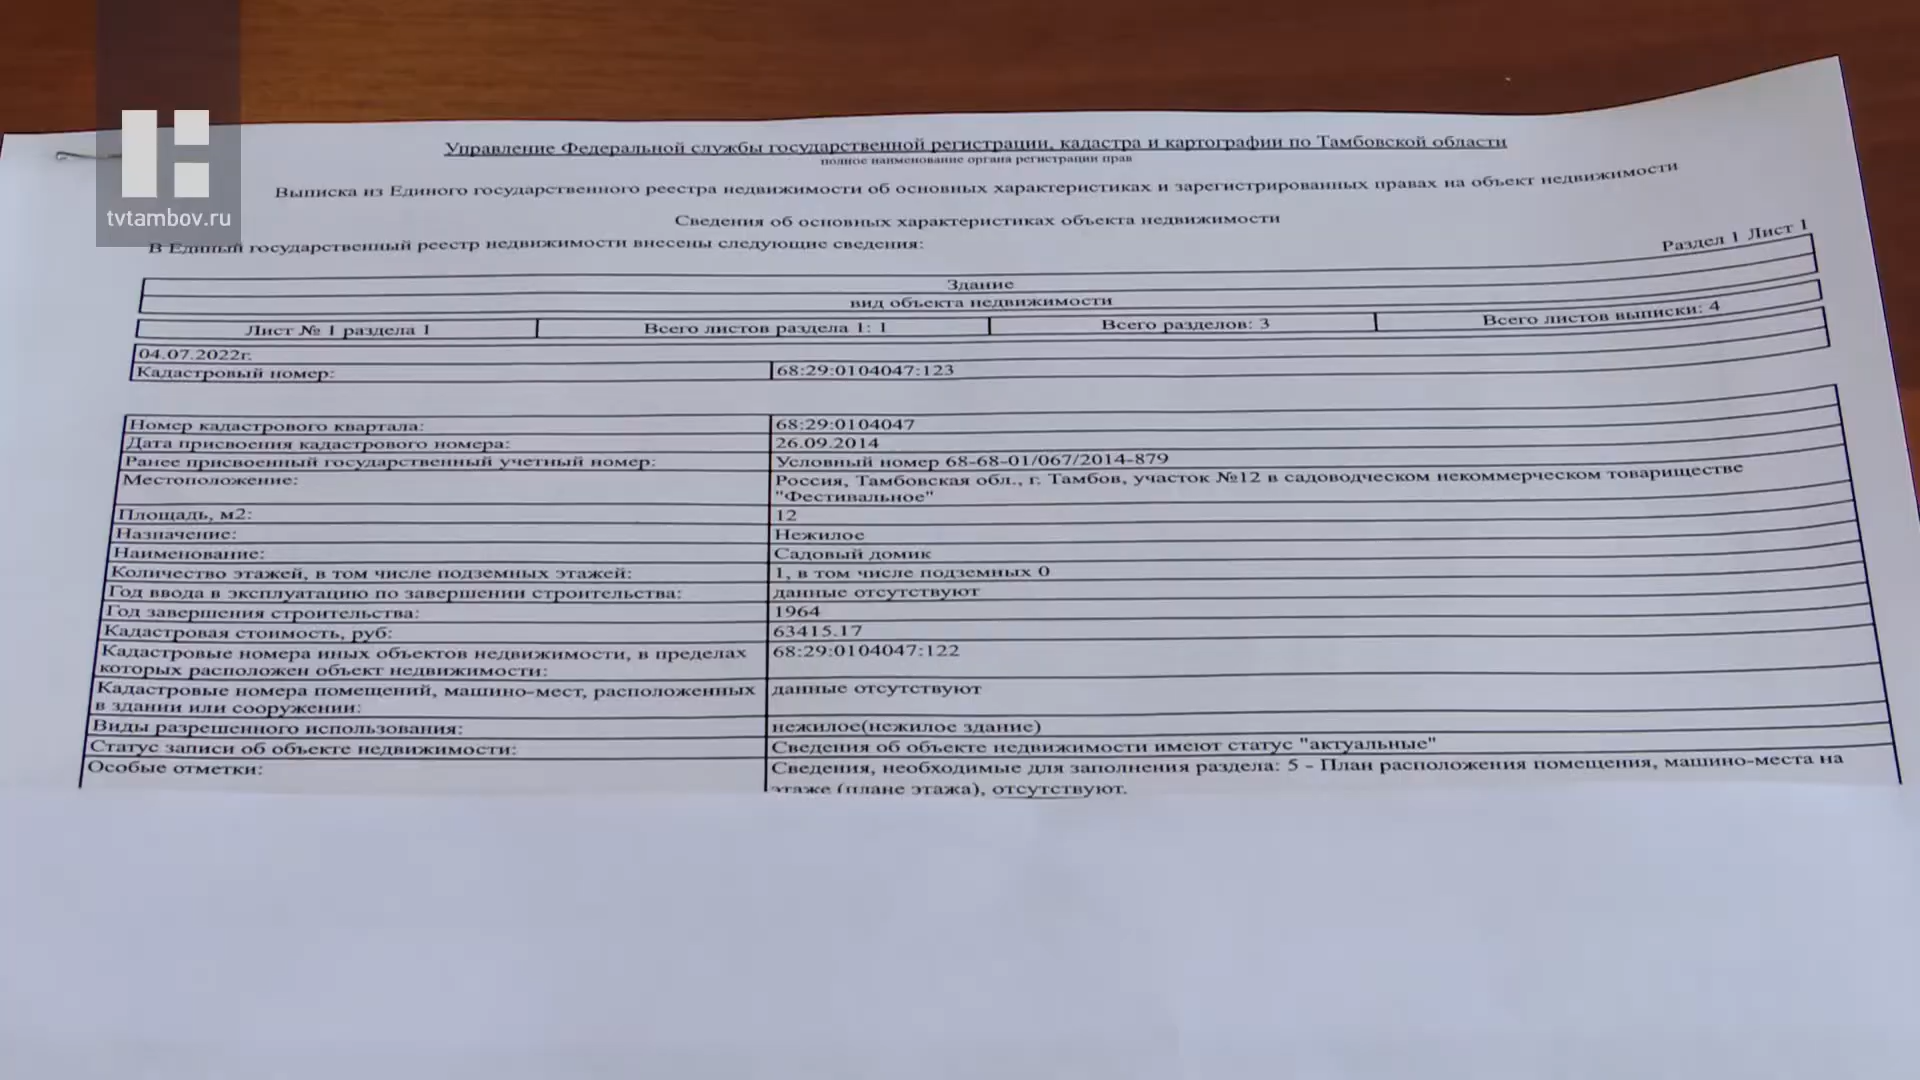 tvtambov.ru
Управление Федеральной службы государственной регистрации, кадастра и картографии по Тамбовской области
полное наименование органа регистрации прав
Выписка из Единого государственного реестра недвижимости об основных характеристиках и зарегистрированных правах на объект недвижимости
Сведения об основных характеристиках объекта недвижимости
В Единый государственный реестр недвижимости внесены следующие сведения:
Раздел 1 Лист 1
Здание
вид объекта недвижимости
Лист № 1 раздела 1 Всего листов раздела 1: 1 Всего разделов: 3 Всего листов выписки: 4
04.07.2022г.
Кадастровый номер: 68:29:0104047:123
Номер кадастрового квартала: 68:29:0104047
Дата присвоения кадастрового номера: 26.09.2014
Ранее присвоенный государственный учетный номер: Условный номер 68-68-01/067/2014-879
Местоположение: Россия, Тамбовская обл., г. Тамбов, участок №12 в садоводческом некоммерческом товариществе
"Фестивальное"
Площадь, м2: 12
Назначение: Нежилое
Наименование: Садовый домик
Количество этажей, в том числе подземных этажей: 1, в том числе подземных 0
Год ввода в эксплуатацию по завершении строительства: данные отсутствуют
Год завершения строительства: 1964
Кадастровая стоимость, руб: 63415.17
Кадастровые номера иных объектов недвижимости, в пределах 68:29:0104047:122
которых расположен объект недвижимости:
Кадастровые номера помещений, машино-мест, расположенных данные отсутствуют
в здании или сооружении:
Виды разрешенного использования: нежилое(нежилое здание)
Статус записи об объекте недвижимости: Сведения об объекте недвижимости имеют статус "актуальные"
Особые отметки: Сведения, необходимые для заполнения раздела: 5 - План расположения помещения, машино-места на
этаже (плане этажа), отсутствуют.